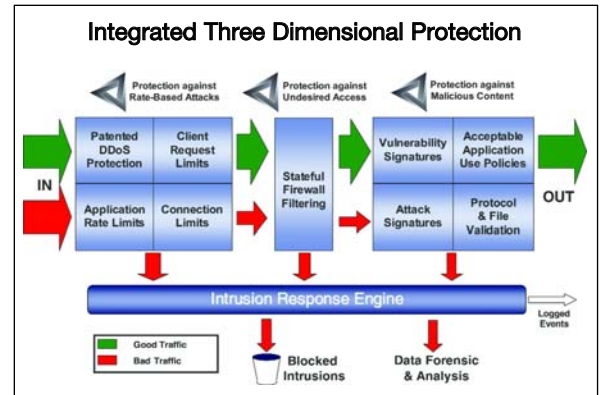 Integrated Three Dimensional Protection
Protection against
Rate-Based Attacks
Protection against
Undesired Access
Protection against
Malicious Content
Patented
DDoS
Protection
Client
Request
Limits
Application
Rate Limits
Connection
Limits
Stateful
Firewall
Filtering
Vulnerability
Signatures
Acceptable
Application
Use Policies
Attack
Signatures
Protocol
& File
Validation
IN
OUT
Intrusion Response Engine
Logged
Events
Good Traffic
Bad Traffic
Blocked
Intrusions
Data Forensic
& Analysis